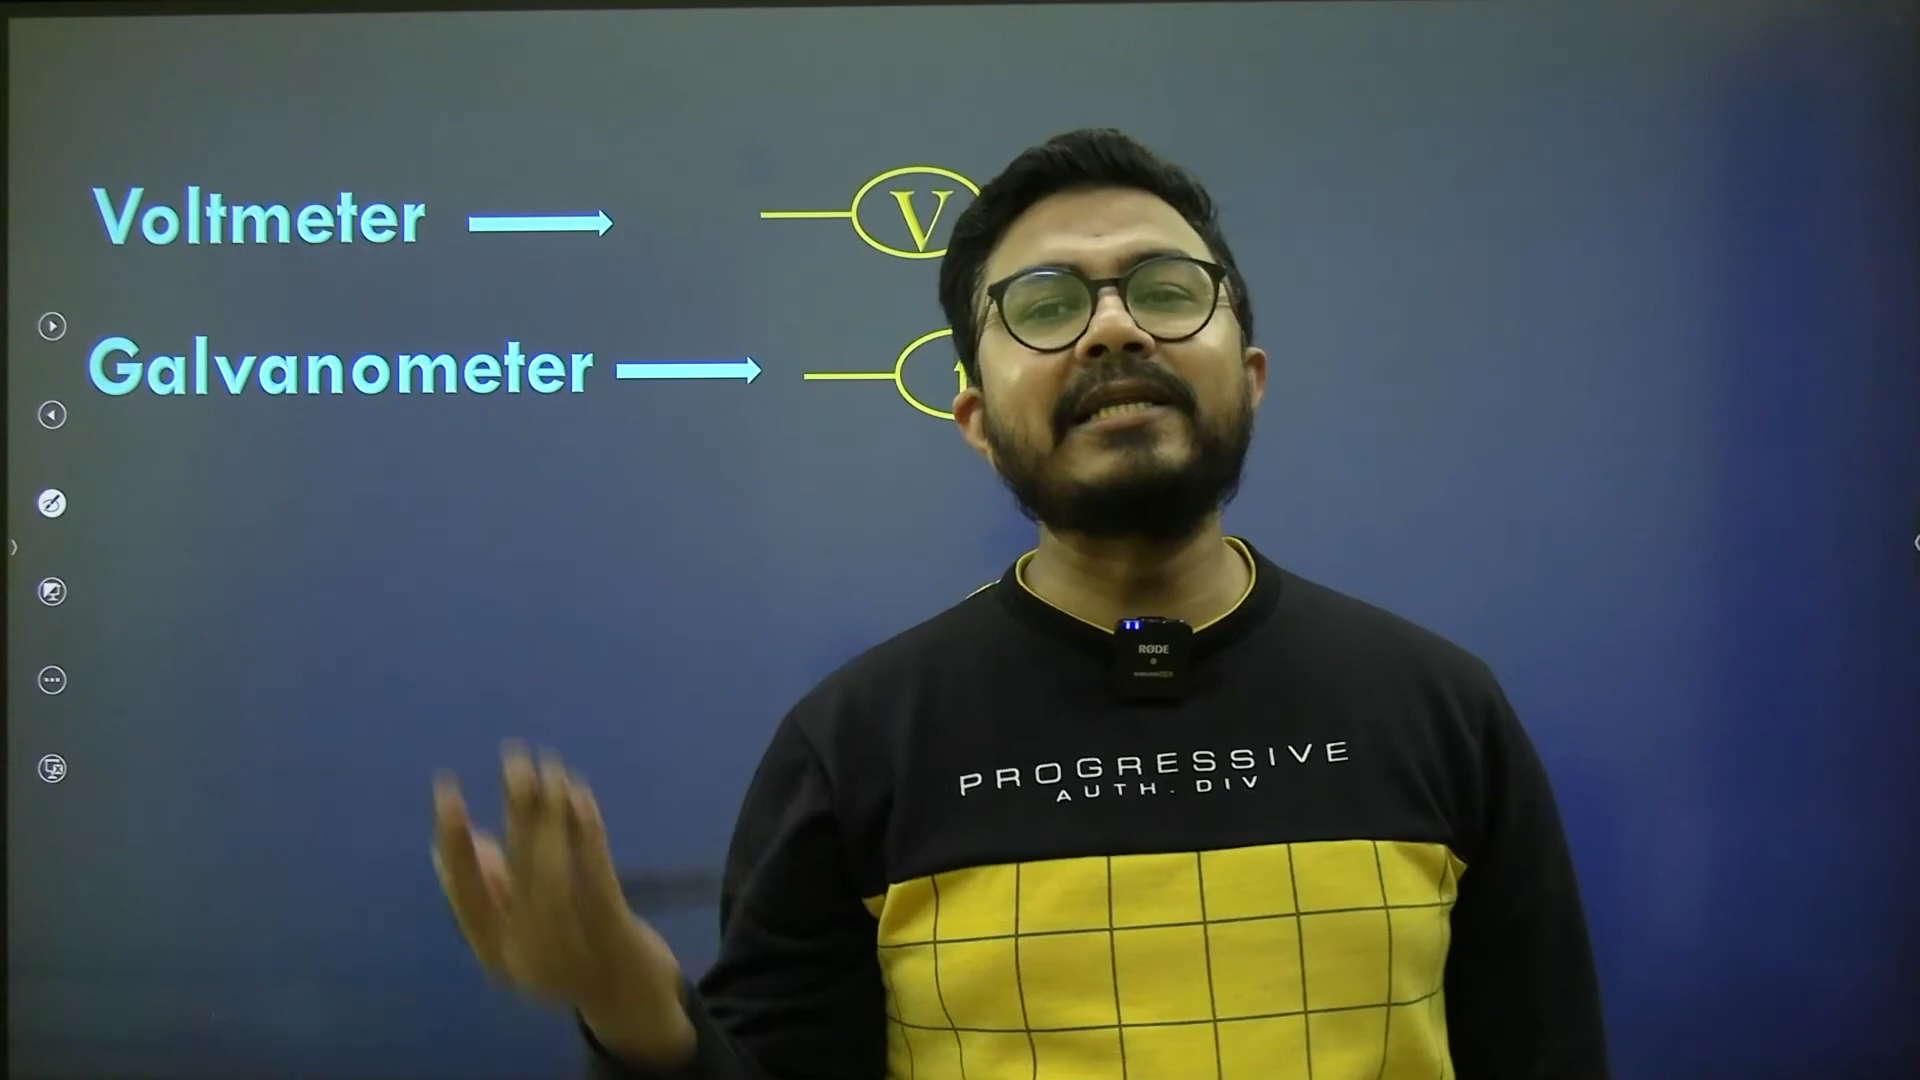 Voltmeter
V
Galvanometer
RØDE
PROGRESSIVE
AUTH. DIV